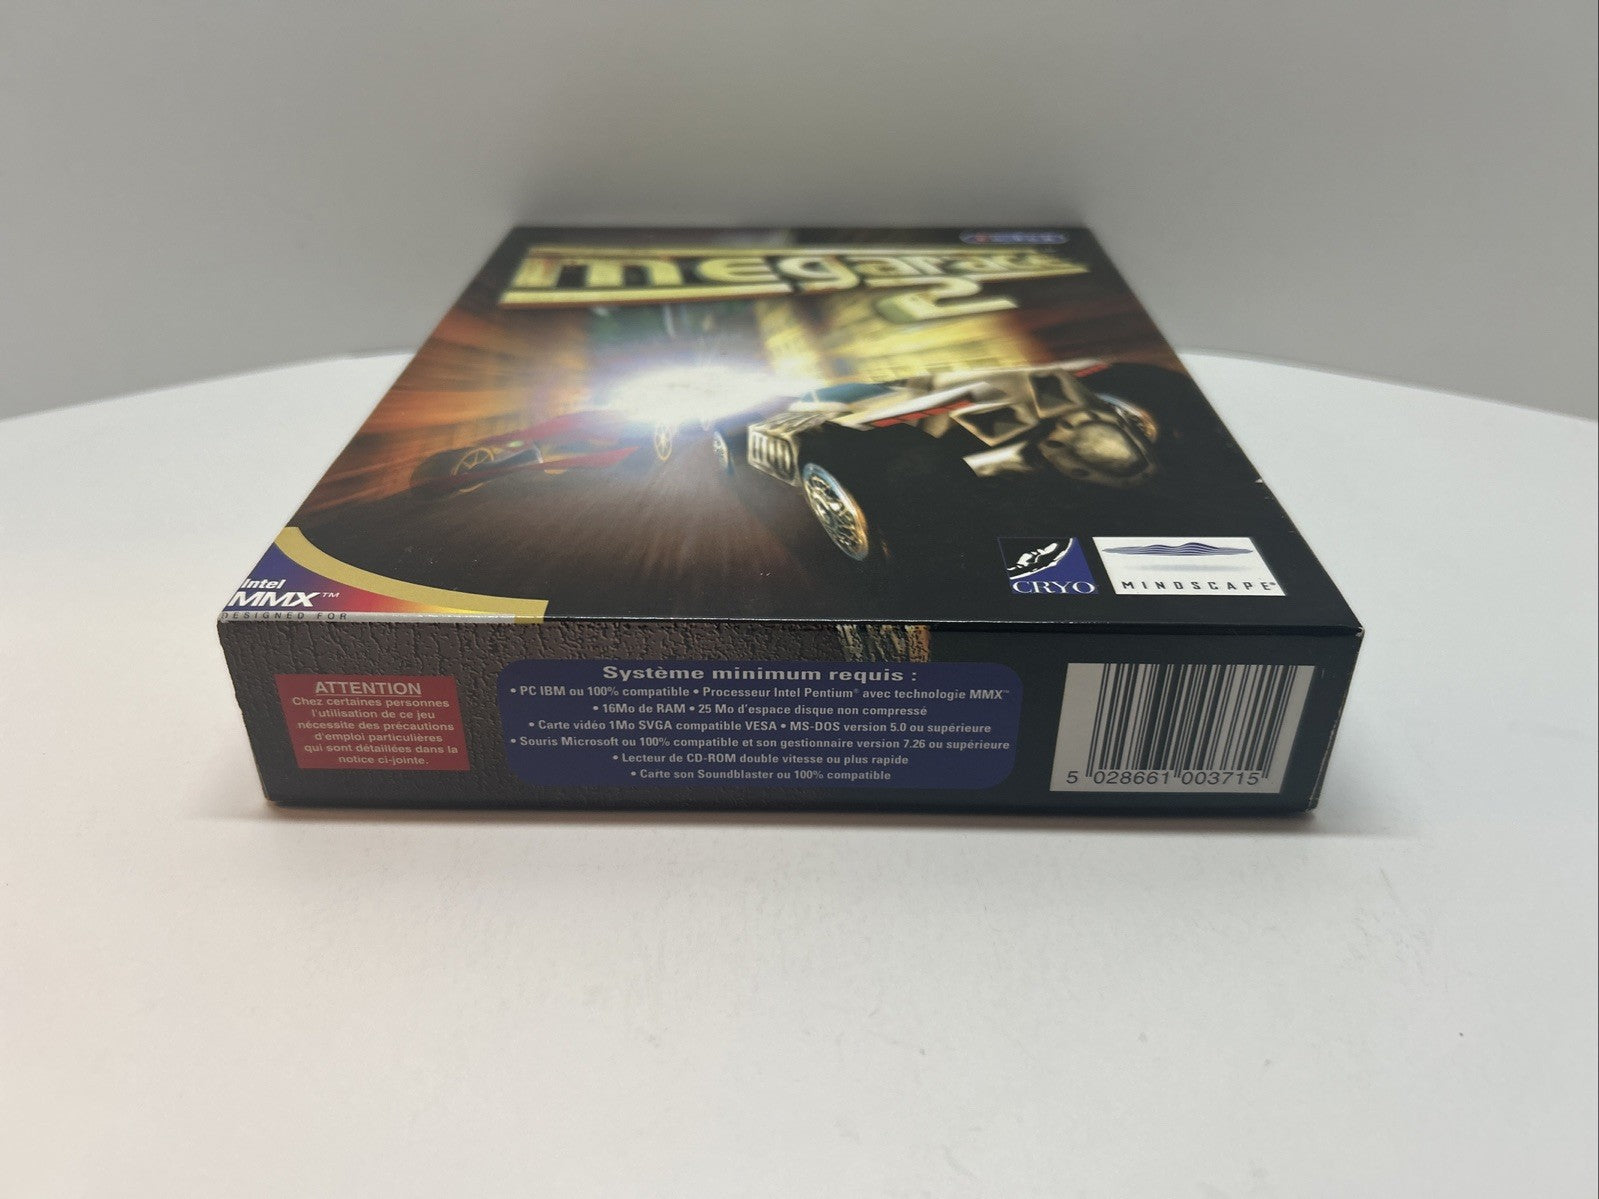 megarace
2
CRYO
MINDSCAPE®
Intel
MMX™
DESIGNED FOR
ATTENTION
Chez certaines personnes
l'utilisation de ce jeu
nécessite des précautions
d'emploi particulières
qui sont détaillées dans la
notice ci-jointe.
Système minimum requis :
• PC IBM ou 100% compatible • Processeur Intel Pentium® avec technologie MMX™
• 16Mo de RAM • 25 Mo d'espace disque non compressé
• Carte vidéo 1Mo SVGA compatible VESA • MS-DOS version 5.0 ou supérieure
• Souris Microsoft ou 100% compatible et son gestionnaire version 7.26 ou supérieure
• Lecteur de CD-ROM double vitesse ou plus rapide
• Carte son Soundblaster ou 100% compatible
5 028661 003715